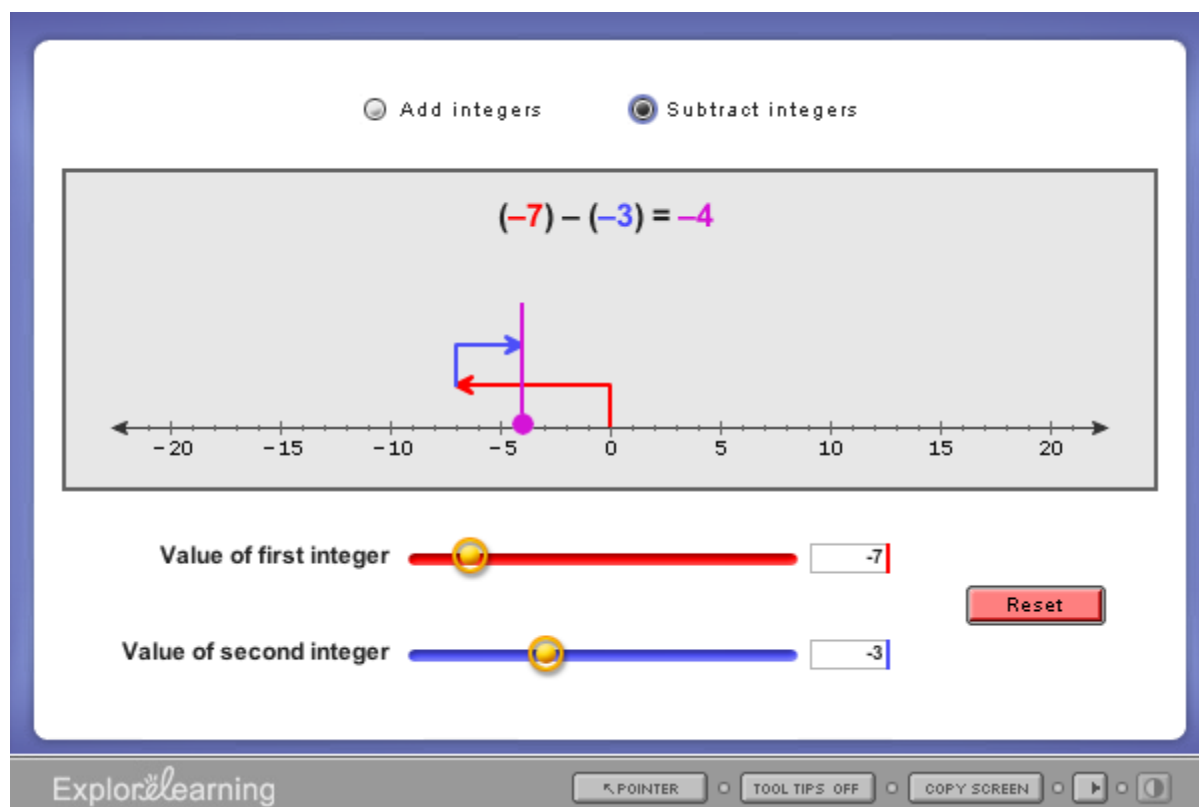 Add integers Subtract integers
(–7) – (–3) = –4
-20 -15 -10 -5 0 5 10 15 20
Value of first integer -7
Reset
Value of second integer -3
ExploreLearning POINTER TOOL TIPS OFF COPY SCREEN